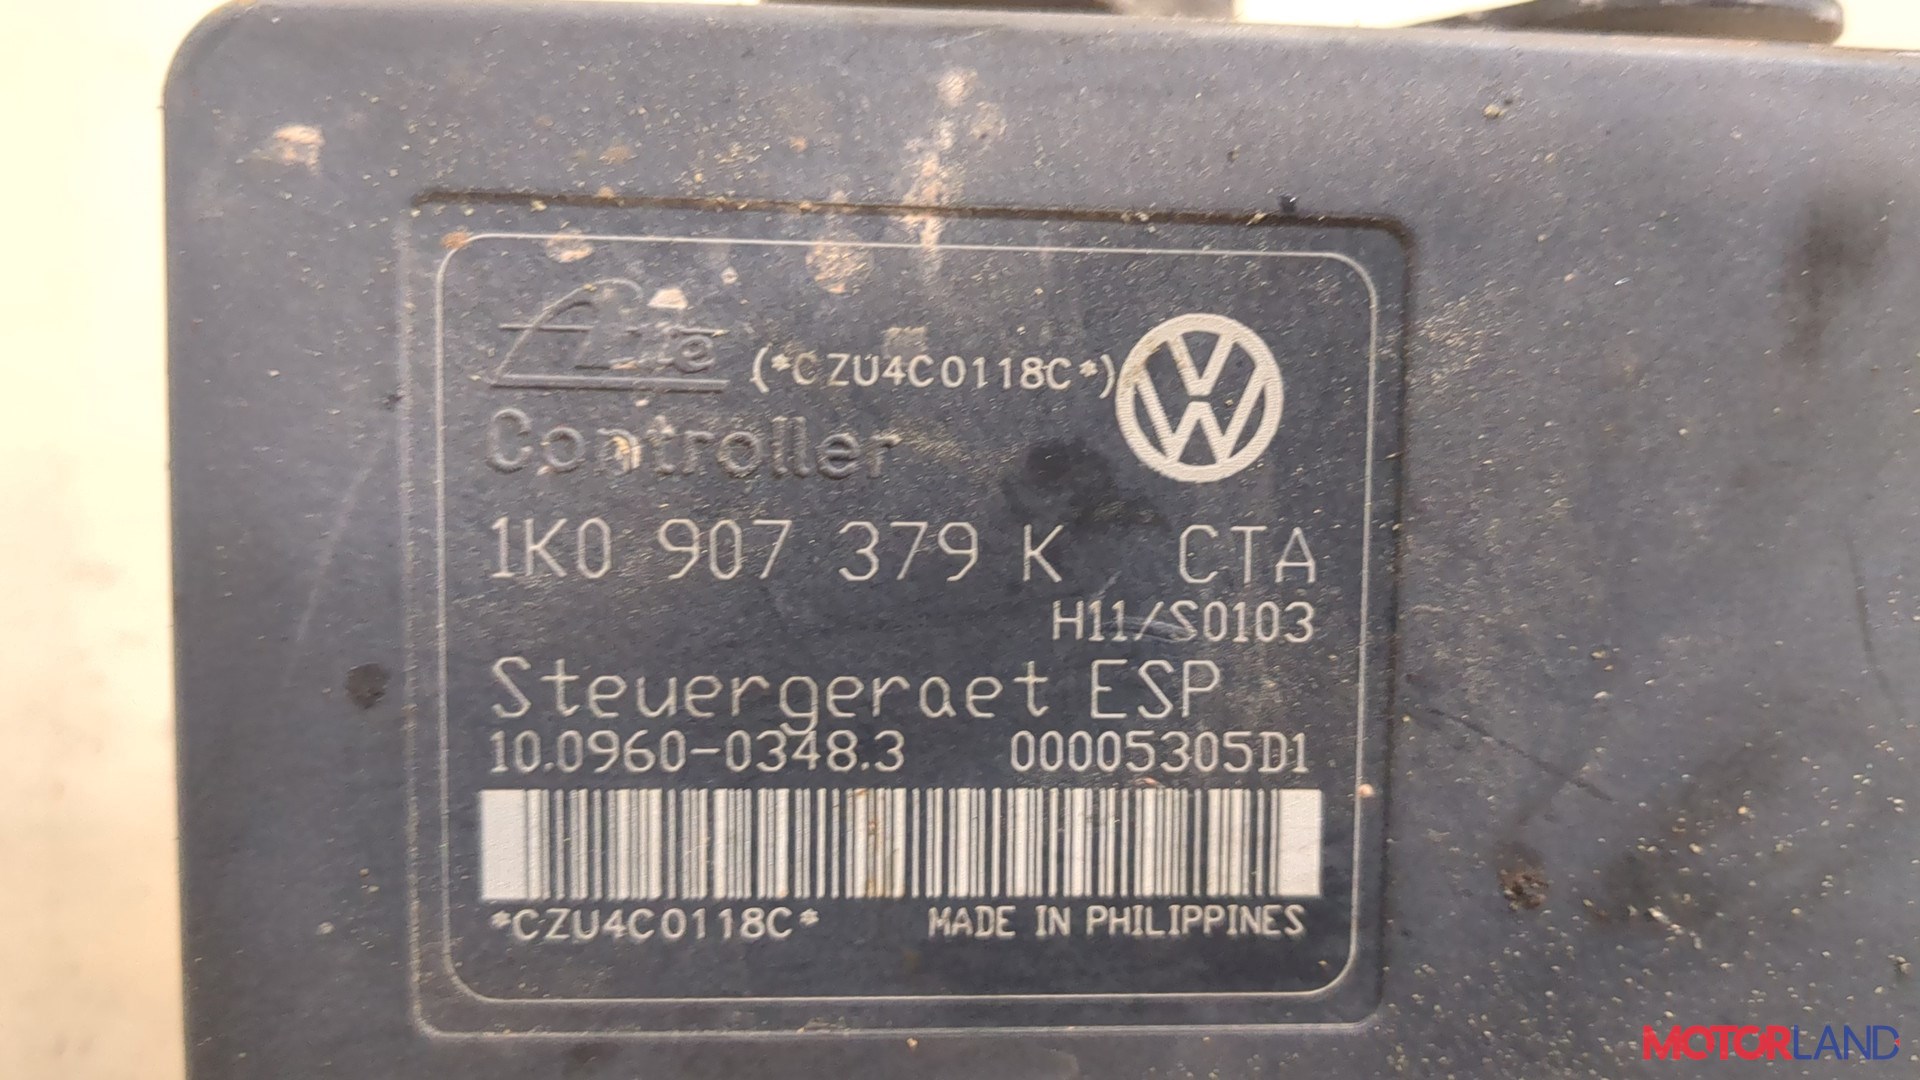 Ate (*CZU4C0118C*)
Controller
1K0 907 379 K CTA
H11/S0103
Steuergeraet ESP
10.0960-0348.3 00005305D1
*CZU4C0118C* MADE IN PHILIPPINES
MOTORLAND